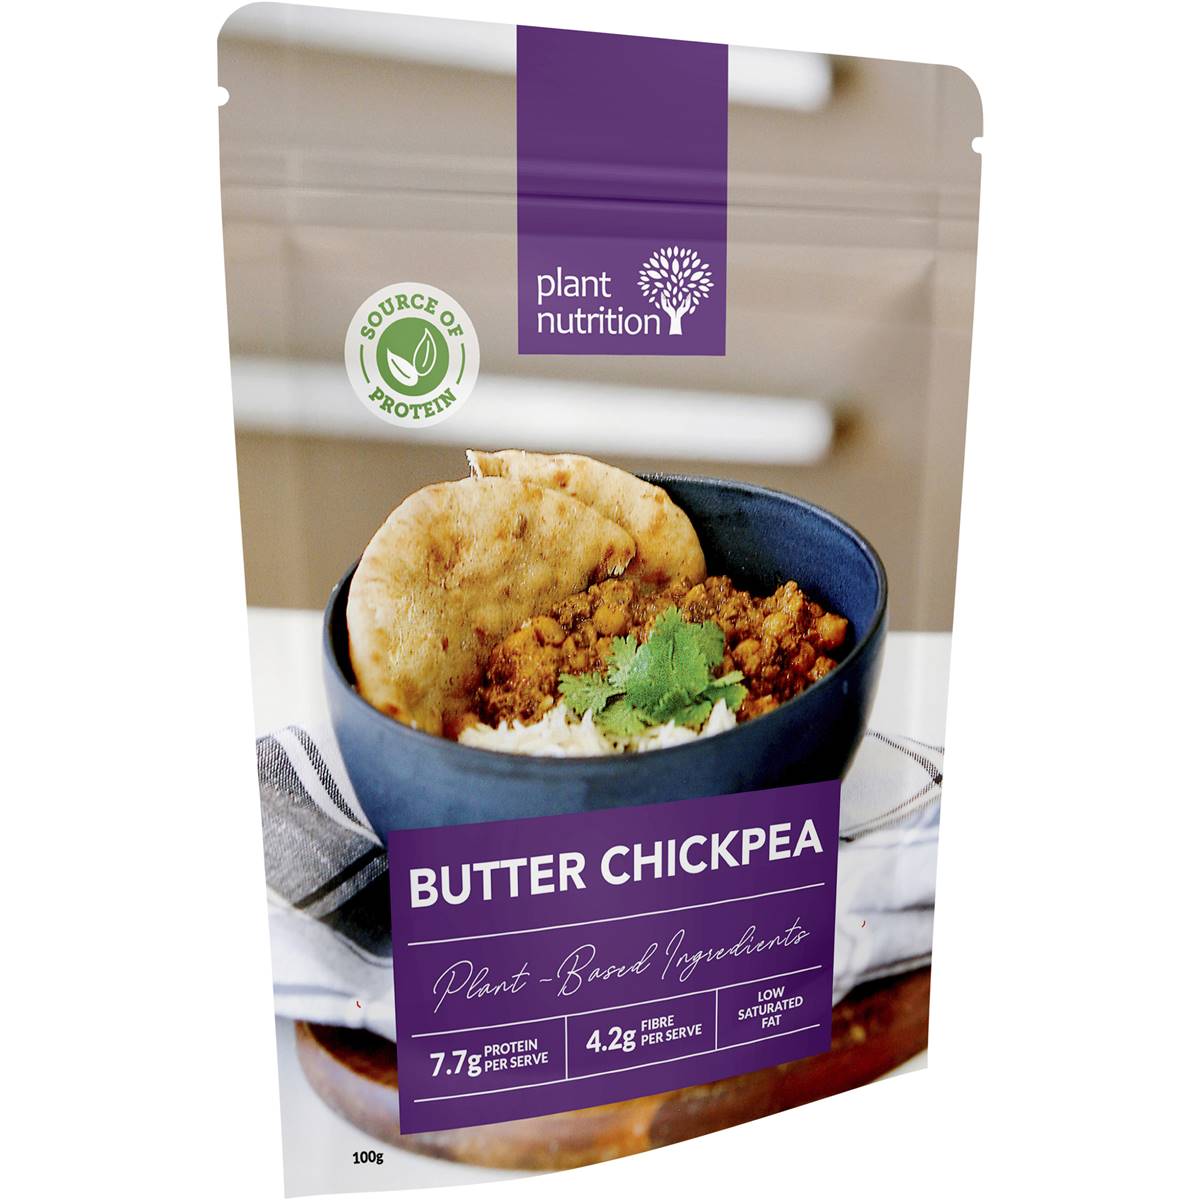 plant
nutrition
SOURCE OF
PROTEIN
BUTTER CHICKPEA
Plant-Based Ingredients
7.7g PROTEIN
PER SERVE
4.2g FIBRE
PER SERVE
LOW
SATURATED
FAT
100g